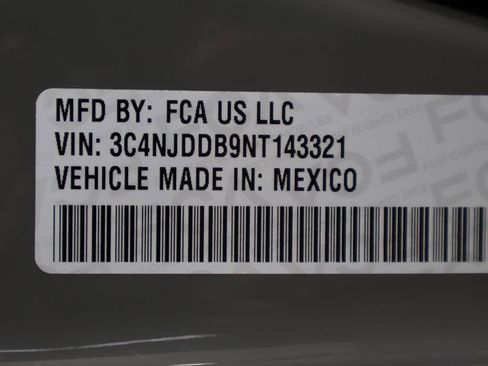 MFD BY: FCA US LLC
VIN: 3C4NJDDB9NT143321
VEHICLE MADE IN: MEXICO